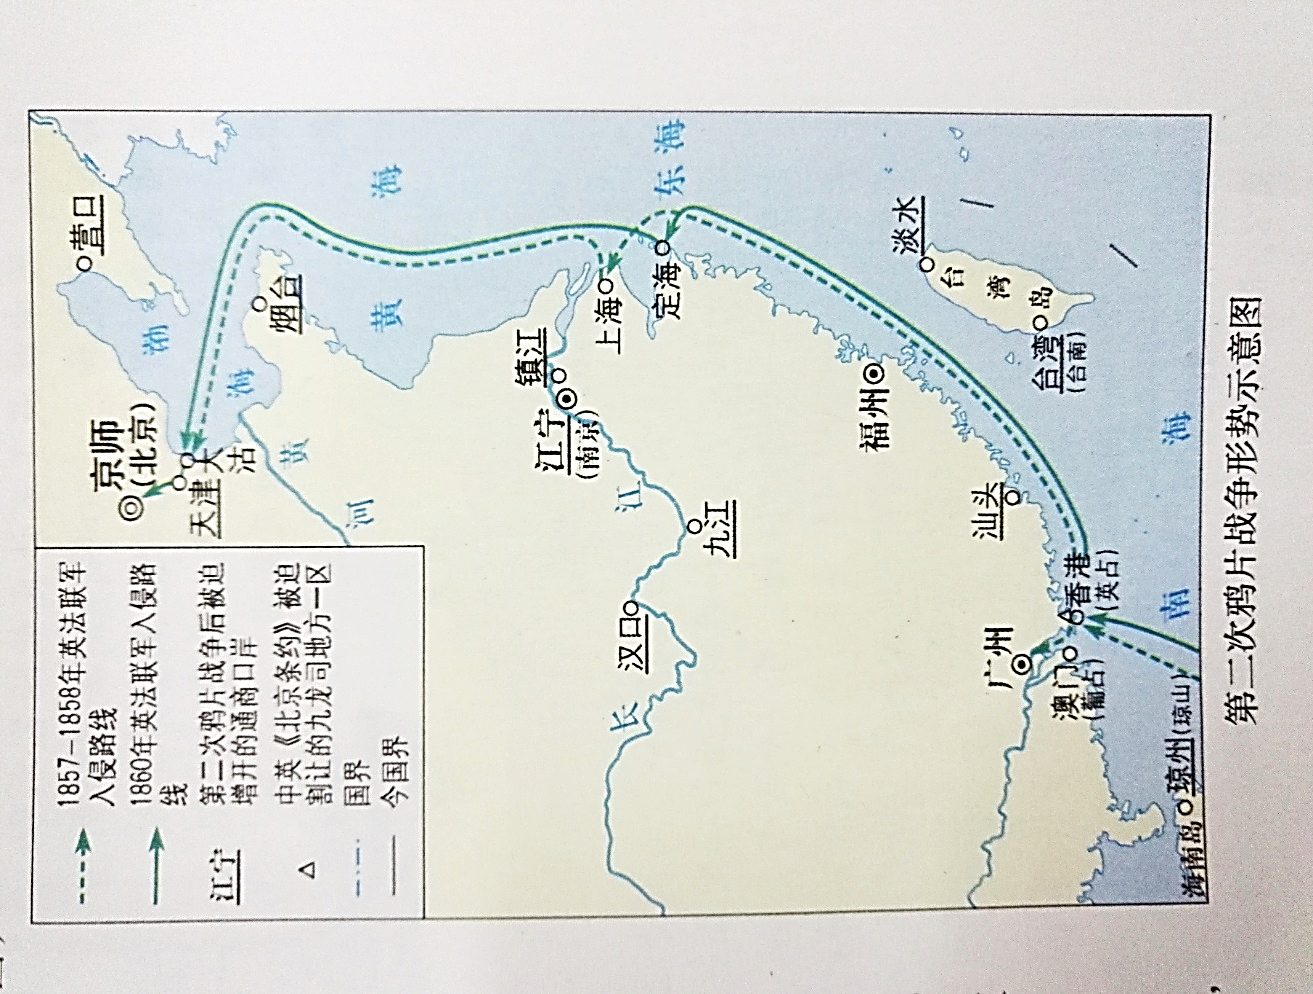 1857-1858年英法联军
入侵路线
1860年英法联军入侵路
线
江宁
第二次鸦片战争后被迫
增开的通商口岸
中英《北京条约》被迫
割让的九龙司地方一区
国界
今国界
营口
京师
(北京)
天津
大
沽
渤
海
烟台
黄
河
黄
海
镇江
江宁
(南京)
上海
定海
东海
汉口
九江
长
江
福州
淡水
台
湾
岛
台湾
(台南)
汕头
广州
香港
(英占)
澳门
(葡占)
南
海
琼州(琼山)
海南岛
第二次鸦片战争形势示意图